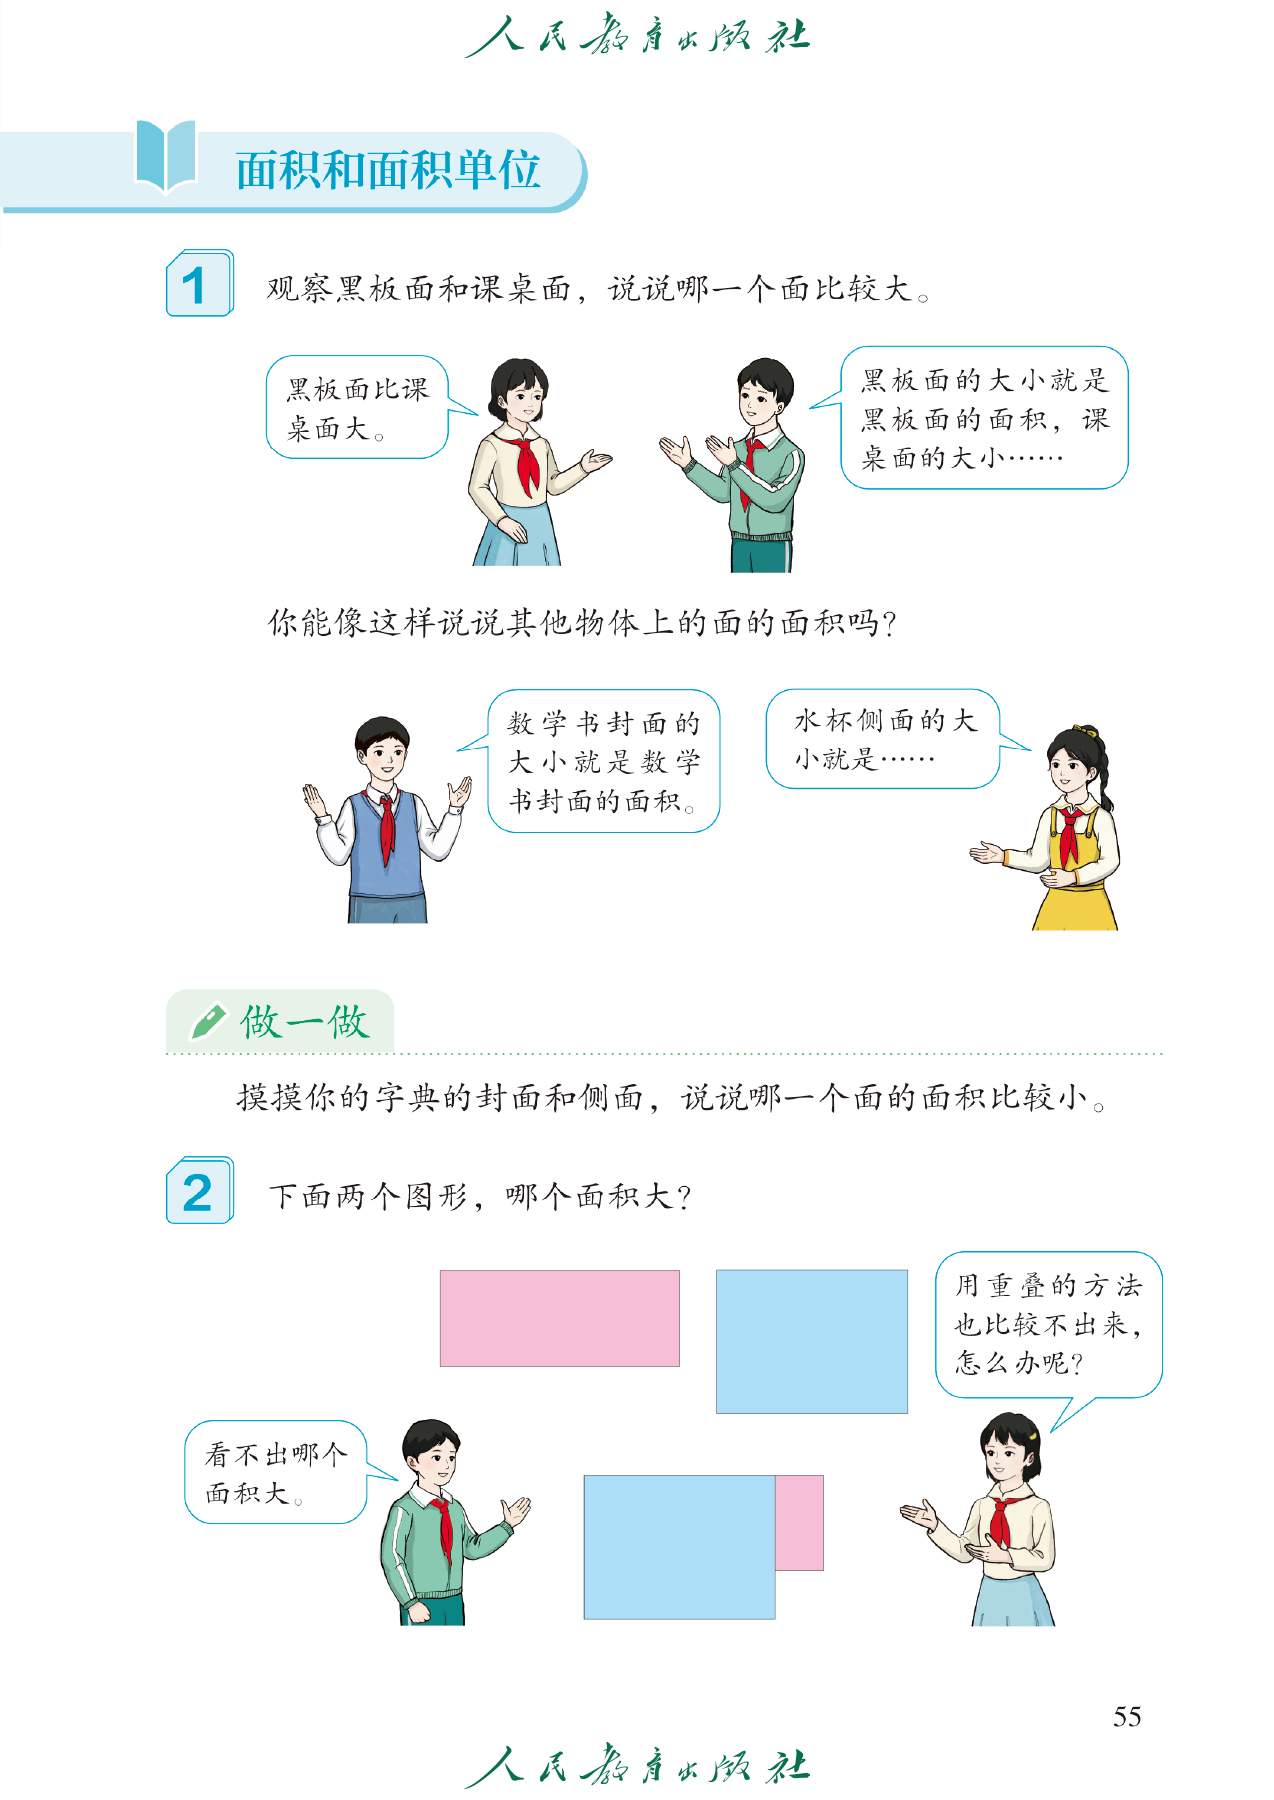 人民教育出版社
面积和面积单位
1 观察黑板面和课桌面，说说哪一个面比较大。
黑板面比课
桌面大。
黑板面的大小就是
黑板面的面积，课
桌面的大小……
你能像这样说说其他物体上的面的面积吗？
数学书封面的
大小就是数学
书封面的面积。
水杯侧面的大
小就是……
做一做
摸摸你的字典的封面和侧面，说说哪一个面的面积比较小。
2 下面两个图形，哪个面积大？
用重叠的方法
也比较不出来，
怎么办呢？
看不出哪个
面积大。
55
人民教育出版社